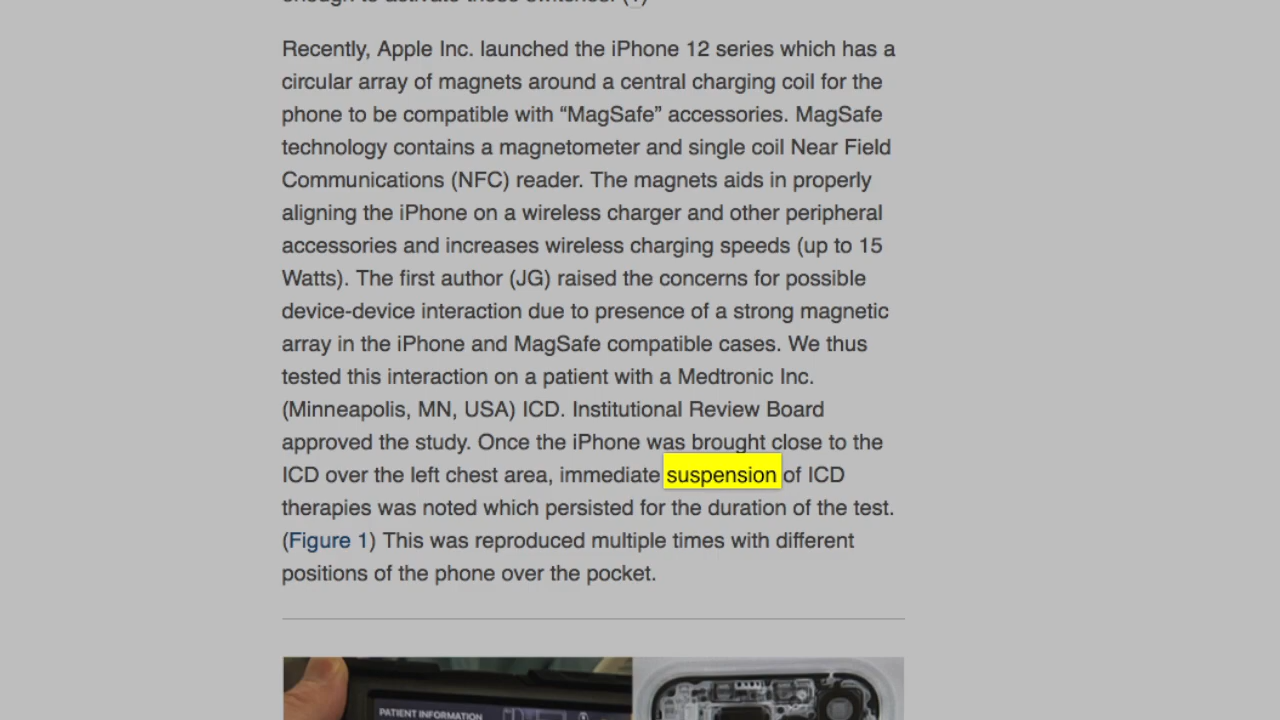 Recently, Apple Inc. launched the iPhone 12 series which has a
circular array of magnets around a central charging coil for the
phone to be compatible with “MagSafe” accessories. MagSafe
technology contains a magnetometer and single coil Near Field
Communications (NFC) reader. The magnets aids in properly
aligning the iPhone on a wireless charger and other peripheral
accessories and increases wireless charging speeds (up to 15
Watts). The first author (JG) raised the concerns for possible
device-device interaction due to presence of a strong magnetic
array in the iPhone and MagSafe compatible cases. We thus
tested this interaction on a patient with a Medtronic Inc.
(Minneapolis, MN, USA) ICD. Institutional Review Board
approved the study. Once the iPhone was brought close to the
ICD over the left chest area, immediate suspension of ICD
therapies was noted which persisted for the duration of the test.
(Figure 1) This was reproduced multiple times with different
positions of the phone over the pocket.
PATIENT INFORMATION